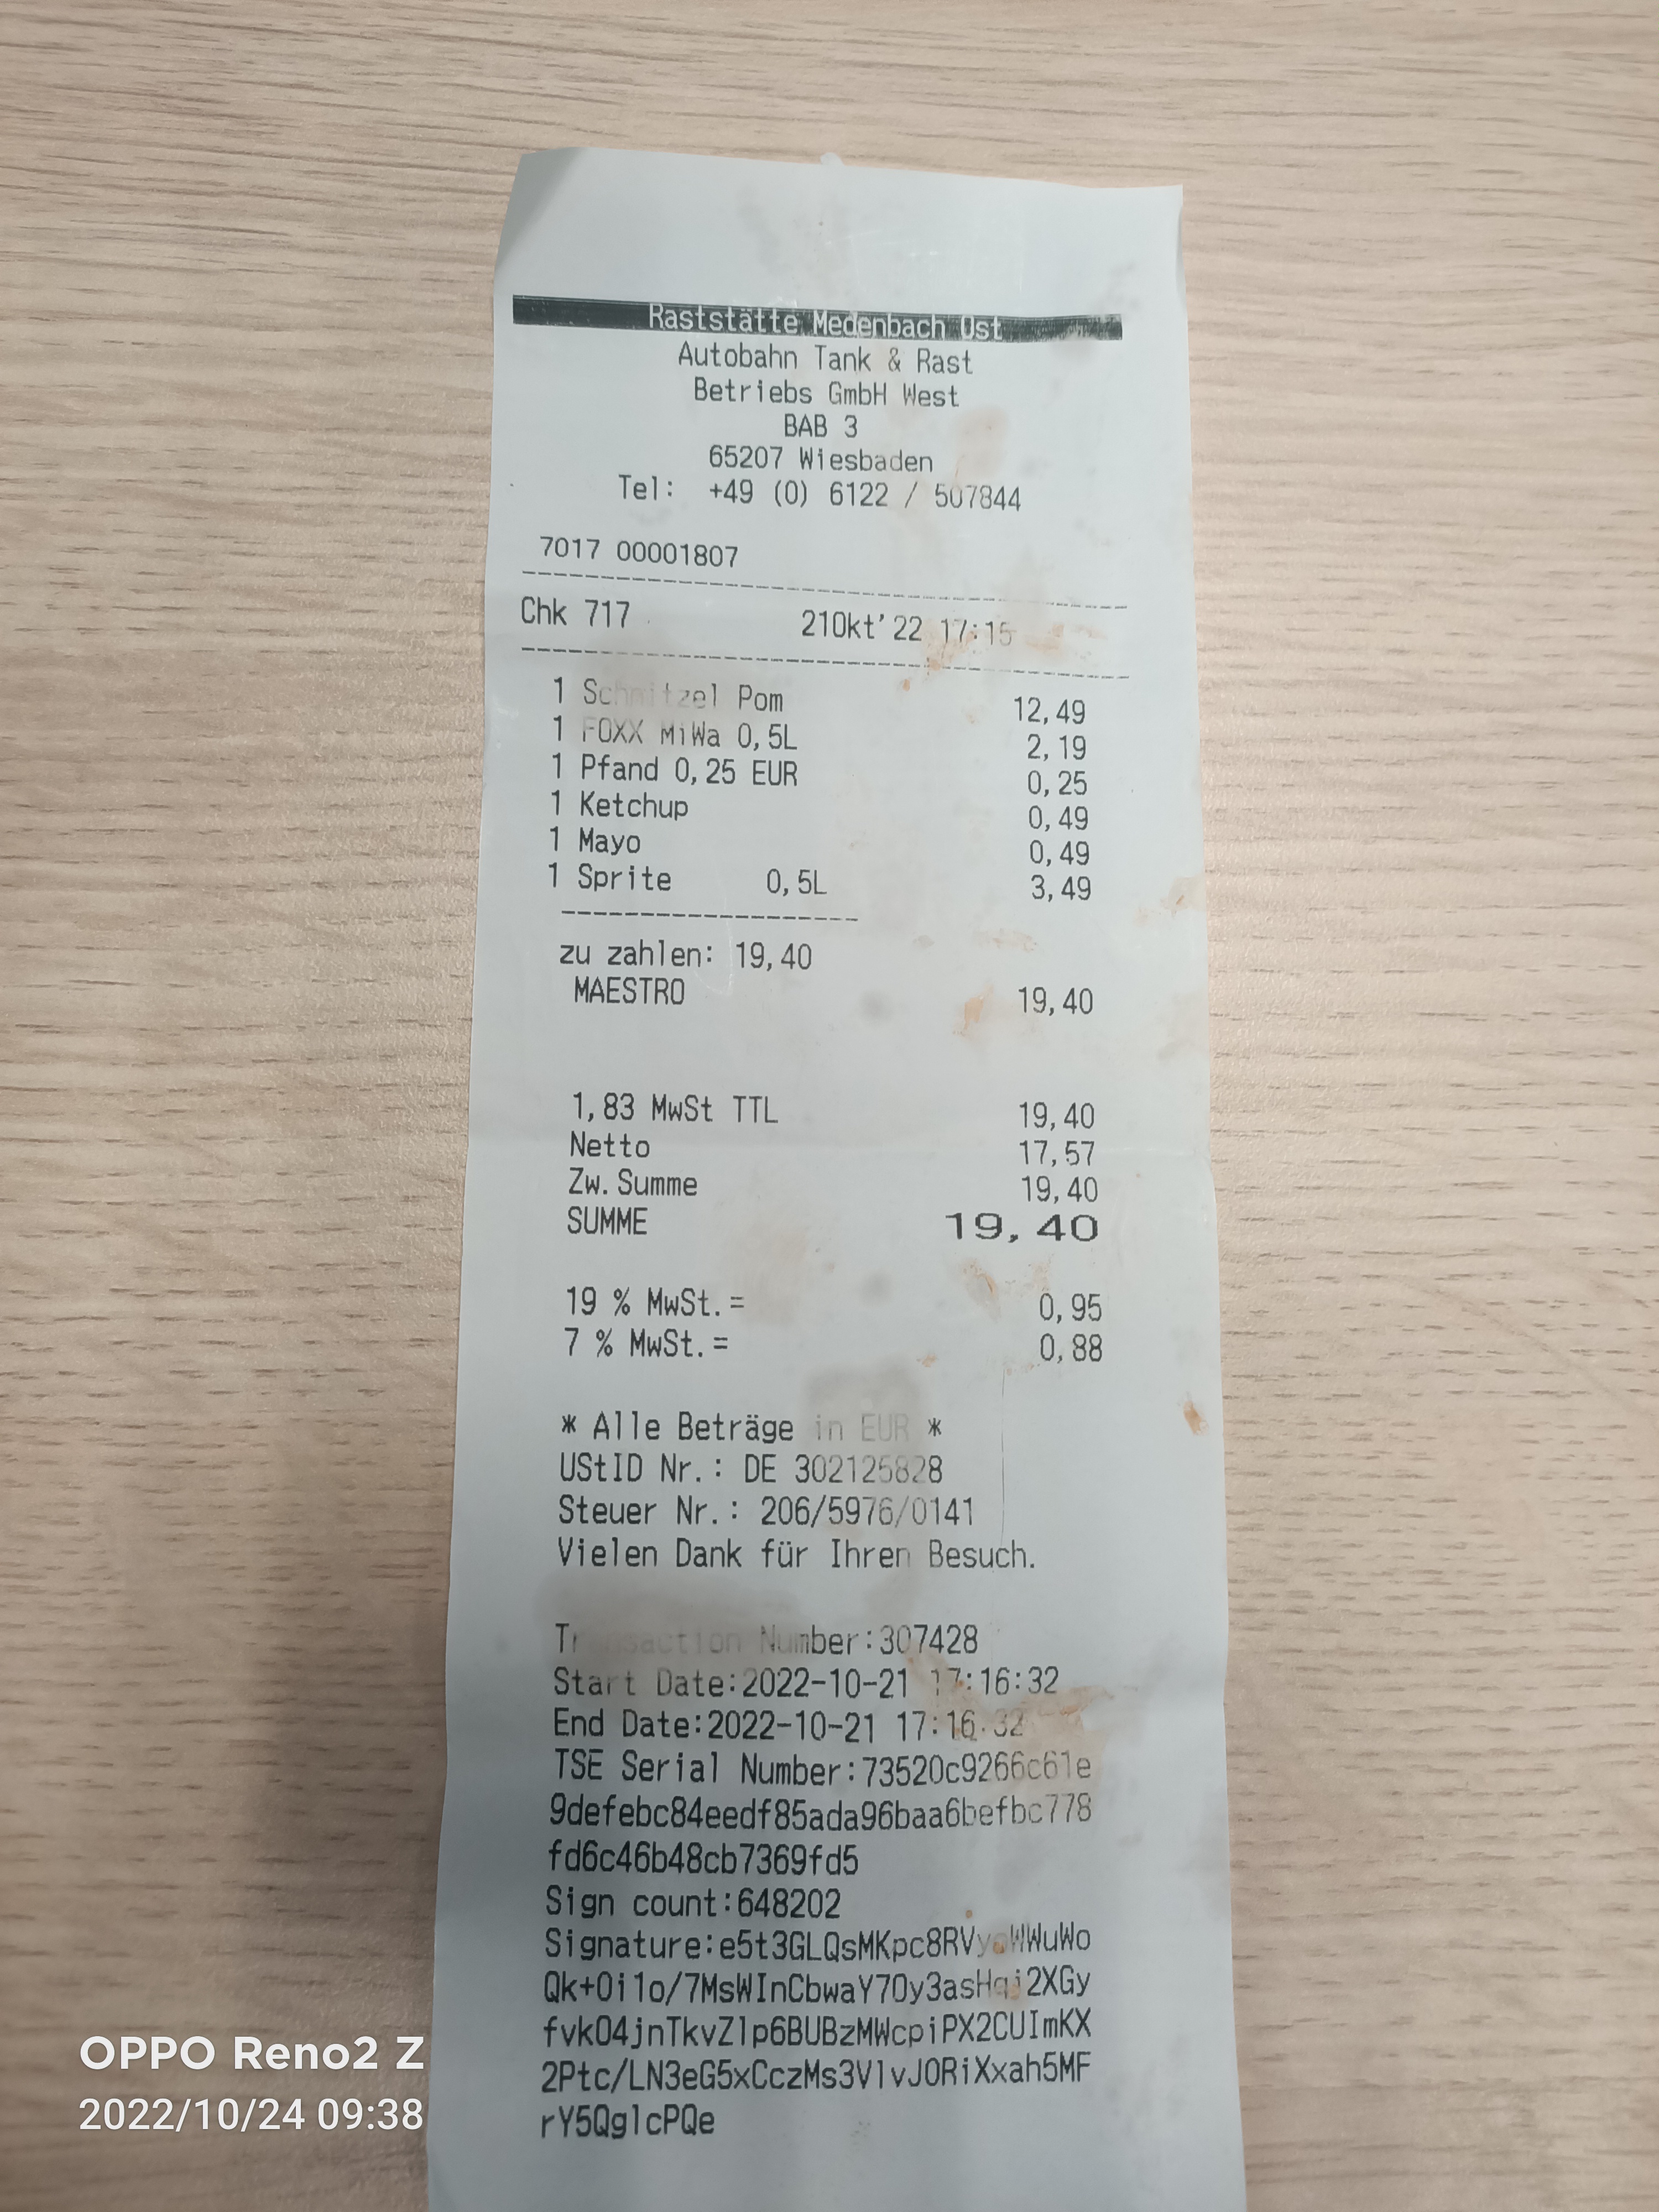 Raststätte Medenbach Ost
Autobahn Tank & Rast
Betriebs GmbH West
BAB 3
65207 Wiesbaden
Tel: +49 (0) 6122 / 507844
7017 00001807
Chk 717 21Okt'22 17:15
1 Schnitzel Pom 12,49
1 FOXX MiWa 0,5L 2,19
1 Pfand 0,25 EUR 0,25
1 Ketchup 0,49
1 Mayo 0,49
1 Sprite 0,5L 3,49
zu zahlen: 19,40
MAESTRO 19,40
1,83 MwSt TTL 19,40
Netto 17,57
Zw.Summe 19,40
SUMME 19,40
19 % MwSt.= 0,95
7 % MwSt.= 0,88
* Alle Beträge in EUR *
UStID Nr.: DE 302125828
Steuer Nr.: 206/5976/0141
Vielen Dank für Ihren Besuch.
Transaction Number:307428
Start Date:2022-10-21 17:16:32
End Date:2022-10-21 17:16:32
TSE Serial Number:73520c9266c61e
9defebc84eedf85ada96baa6befbc778
fd6c46b48cb7369fd5
Sign count:648202
Signature:
fvkO4jnTkvZlp6BUBzMWcpiPX2CUImKX
2Ptc/LN3eG5xCczMs3VlvJ0RiXxah5MF
rY5QglcPQe
OPPO Reno2 Z
2022/10/24 09:38